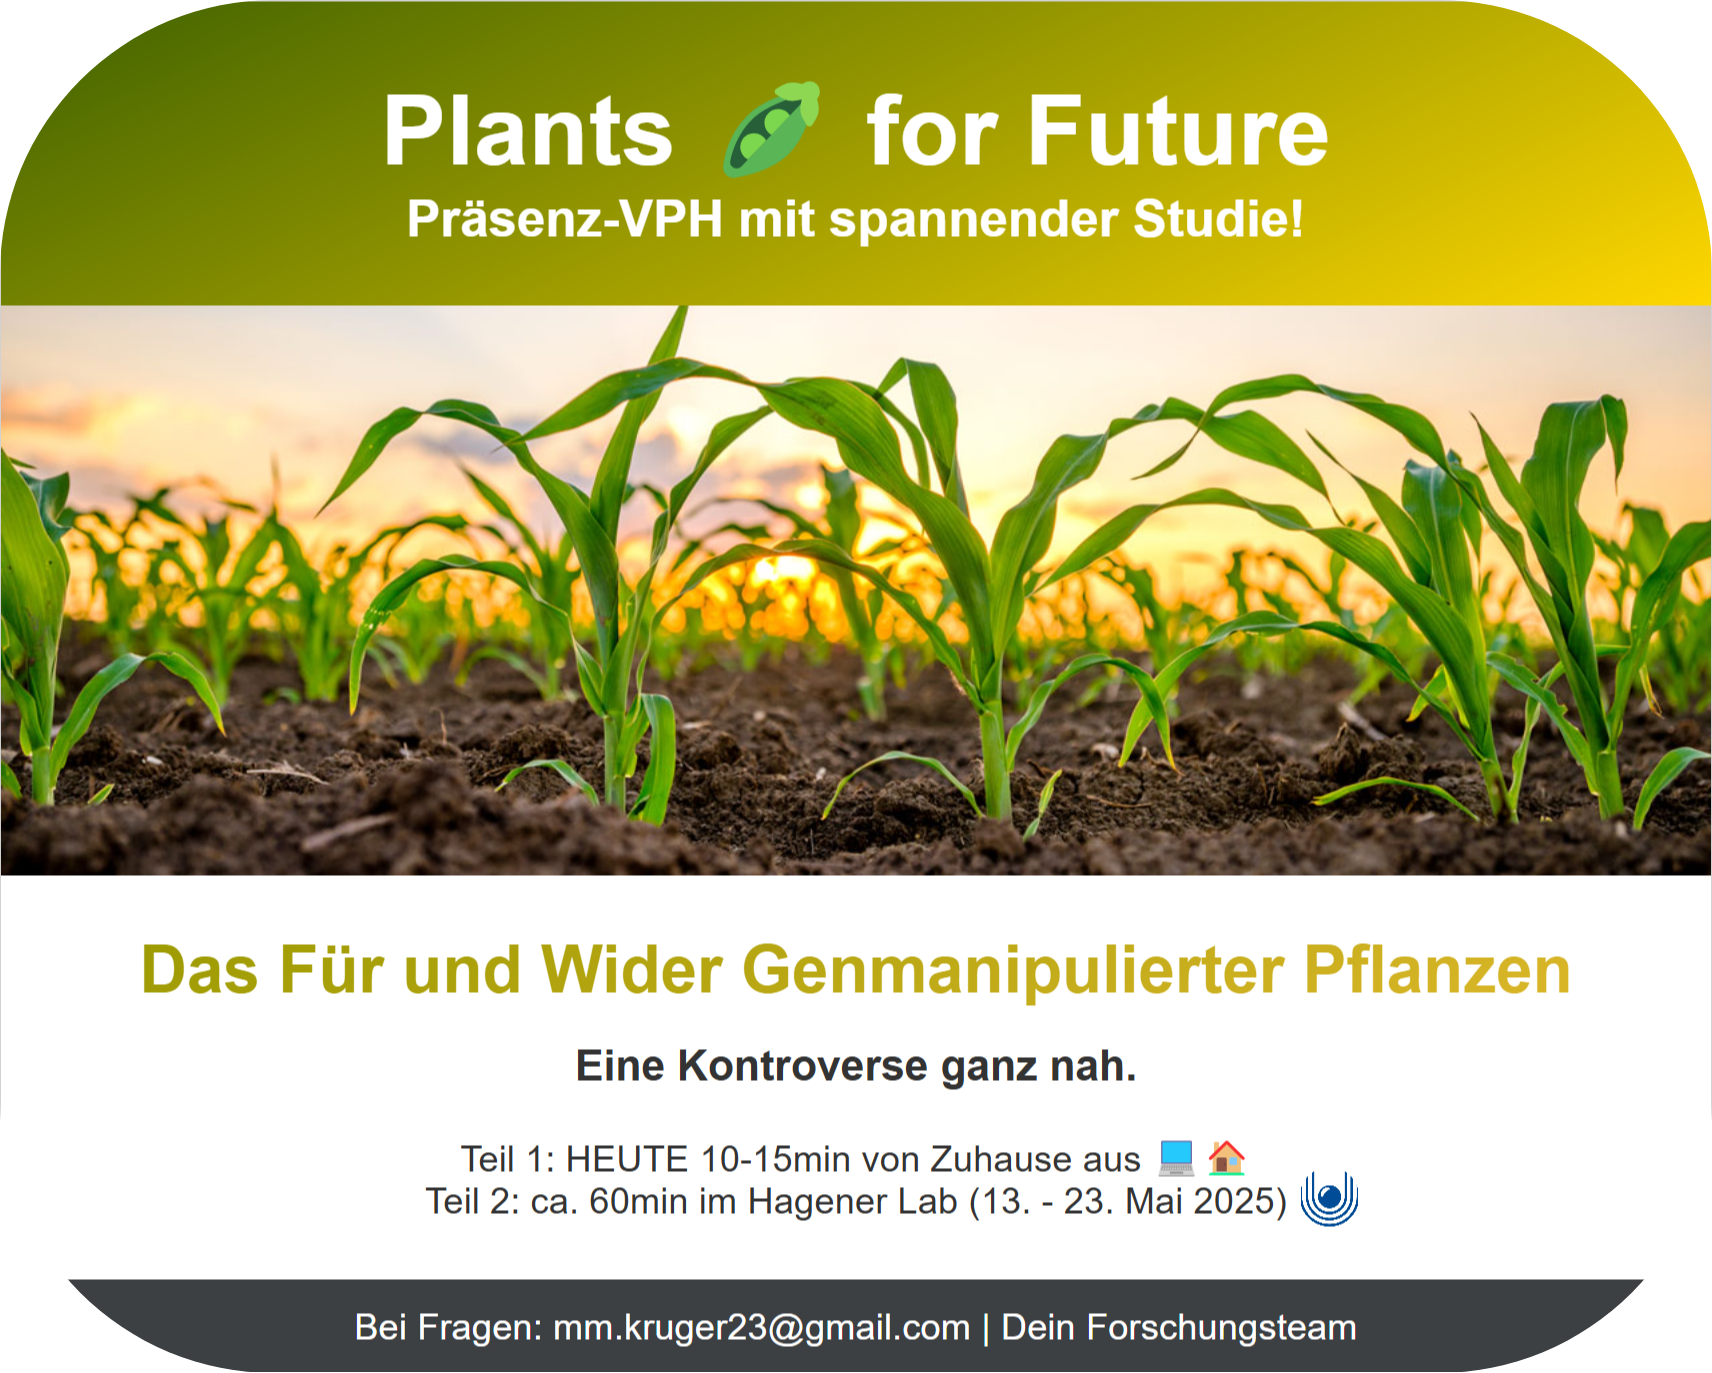 Plants for Future
Präsenz-VPH mit spannender Studie!
Das Für und Wider Genmanipulierter Pflanzen
Eine Kontroverse ganz nah.
Teil 1: HEUTE 10-15min von Zuhause aus
Teil 2: ca. 60min im Hagener Lab (13. - 23. Mai 2025)
Bei Fragen: mm.kruger23@gmail.com | Dein Forschungsteam